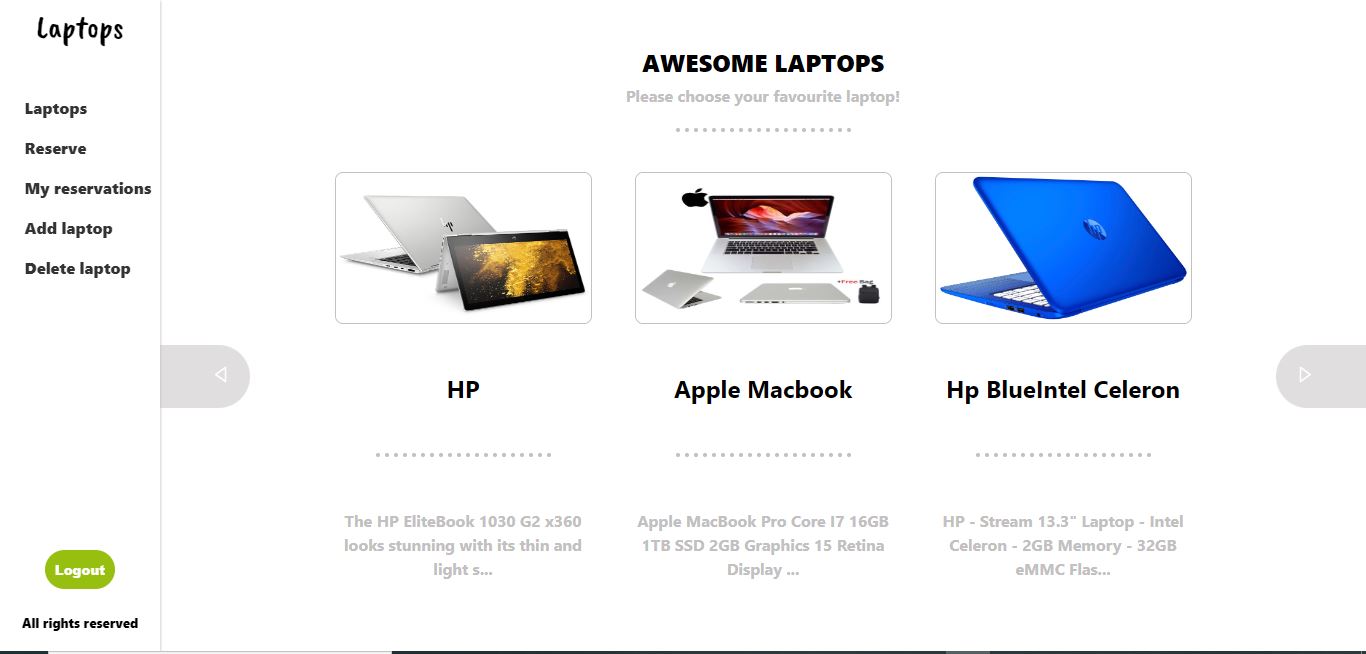 Laptops
Laptops
Reserve
My reservations
Add laptop
Delete laptop
Logout
All rights reserved
AWESOME LAPTOPS
Please choose your favourite laptop!
+Free Bag
HP
Apple Macbook
Hp BlueIntel Celeron
The HP EliteBook 1030 G2 x360
looks stunning with its thin and
light s...
Apple MacBook Pro Core I7 16GB
1TB SSD 2GB Graphics 15 Retina
Display ...
HP - Stream 13.3" Laptop - Intel
Celeron - 2GB Memory - 32GB
eMMC Flas...